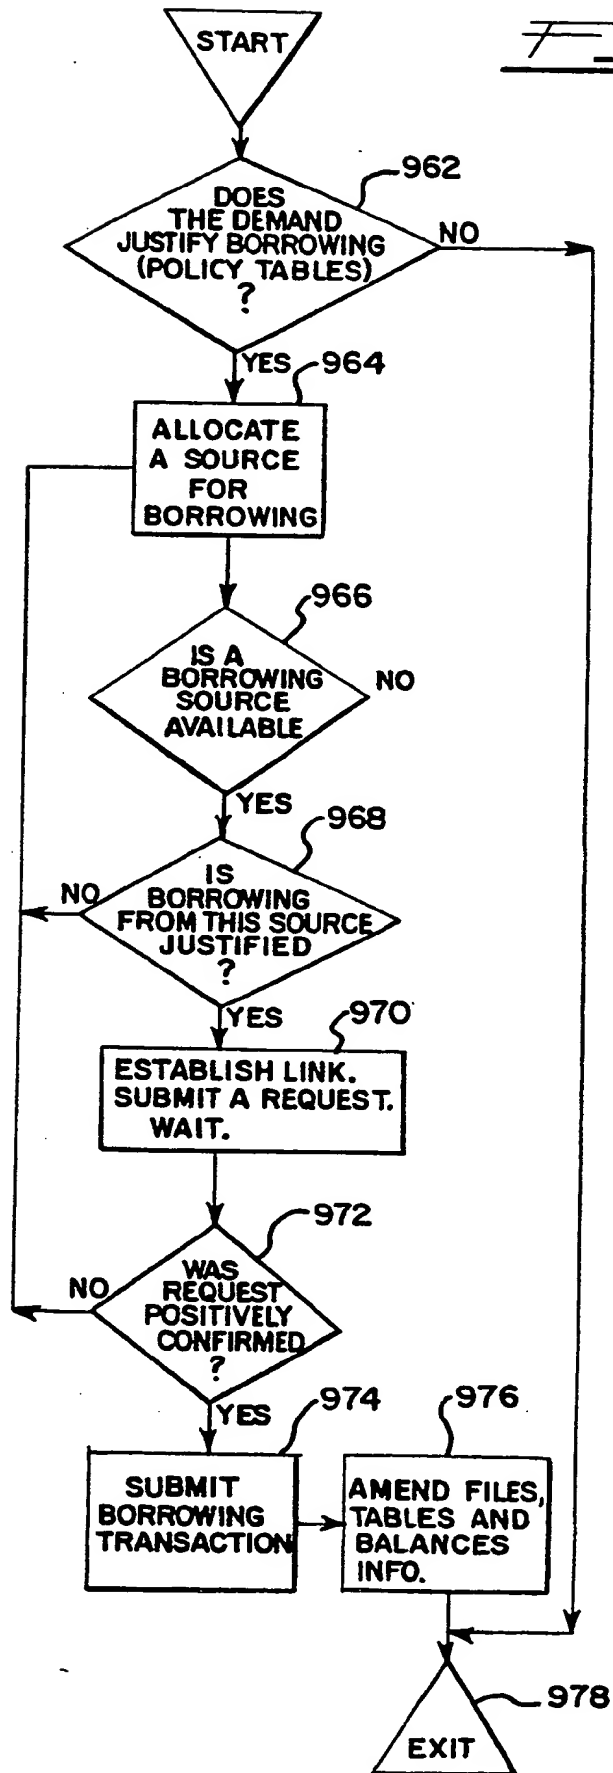 START
962
DOES
THE DEMAND
JUSTIFY BORROWING
(POLICY TABLES)
?
NO
YES
964
ALLOCATE
A SOURCE
FOR
BORROWING
966
IS A
BORROWING
SOURCE
AVAILABLE
NO
YES
968
IS
BORROWING
FROM THIS SOURCE
JUSTIFIED
?
NO
YES
970
ESTABLISH LINK.
SUBMIT A REQUEST.
WAIT.
972
WAS
REQUEST
POSITIVELY
CONFIRMED
?
NO
YES
974
SUBMIT
BORROWING
TRANSACTION
976
AMEND FILES,
TABLES AND
BALANCES
INFO.
978
EXIT